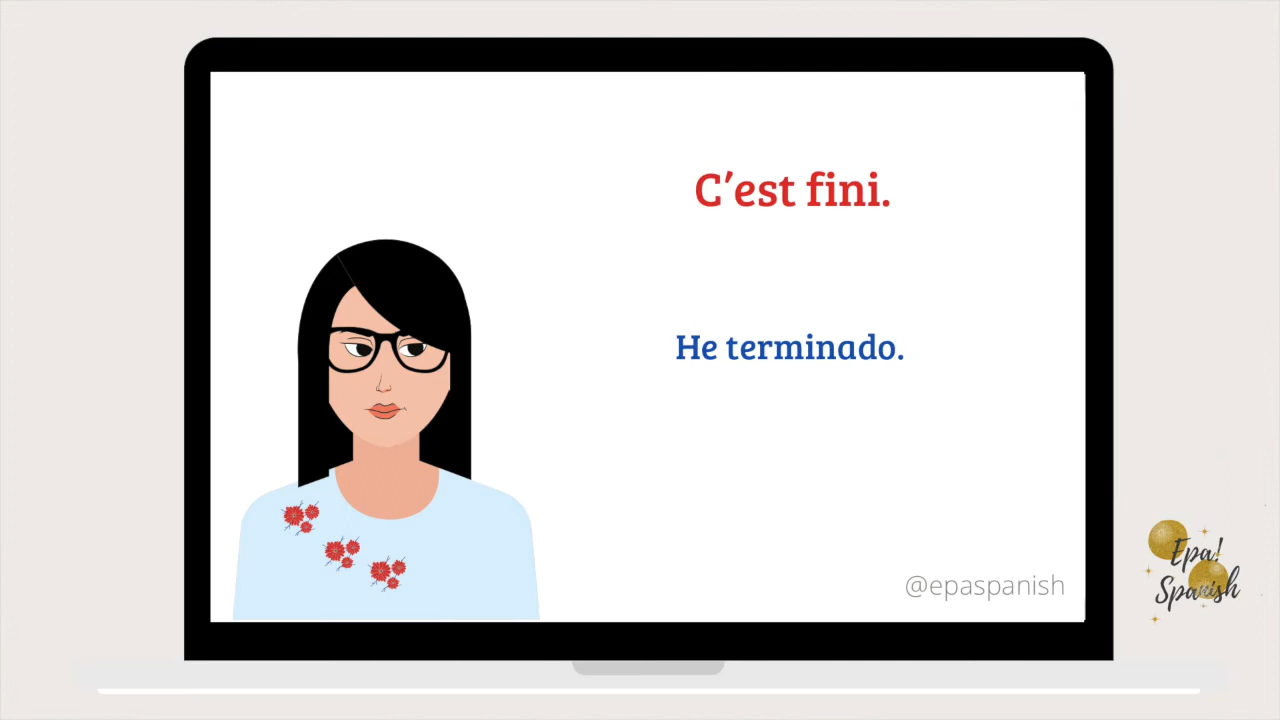 C’est fini.
He terminado.
@epaspanish
Epa!
Spanish